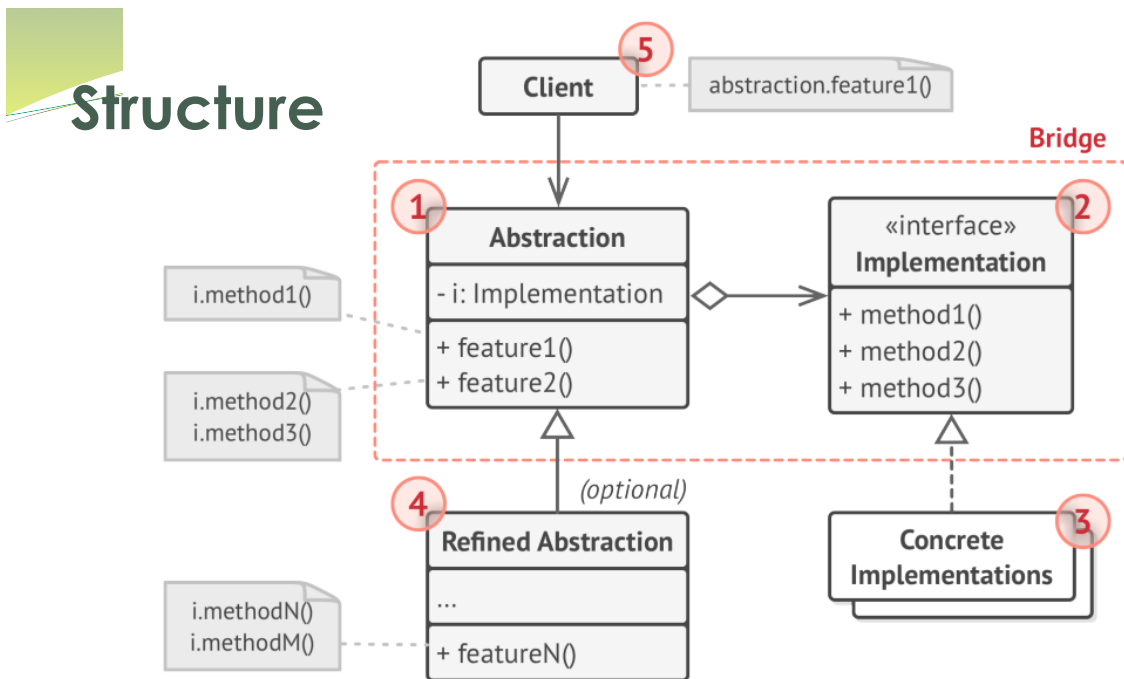 Structure
5
Client
abstraction.feature1()
Bridge
1
Abstraction
- i: Implementation
+ feature1()
+ feature2()
2
«interface»
Implementation
+ method1()
+ method2()
+ method3()
i.method1()
i.method2()
i.method3()
(optional)
4
Refined Abstraction
...
+ featureN()
3
Concrete
Implementations
i.methodN()
i.methodM()